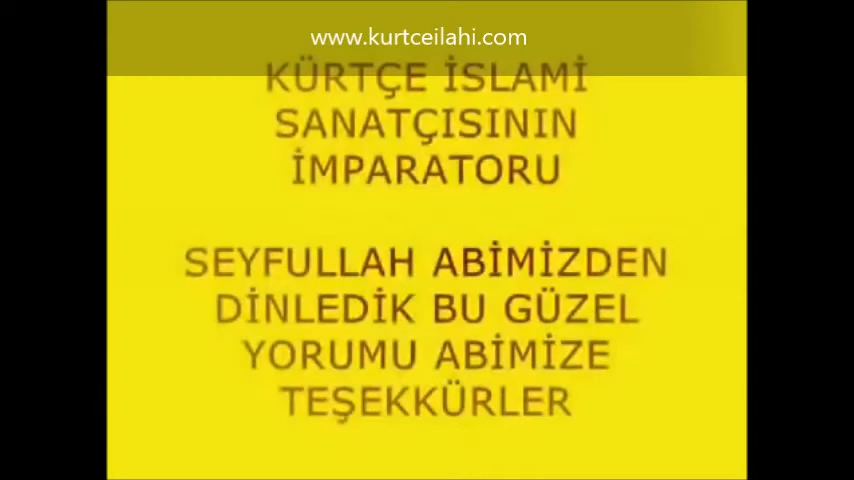 www.kurtceilahi.com
KÜRTÇE İSLAMİ
SANATÇISININ
İMPARATORU
SEYFULLAH ABİMİZDEN
DİNLEDİK BU GÜZEL
YORUMU ABİMİZE
TEŞEKKÜRLER